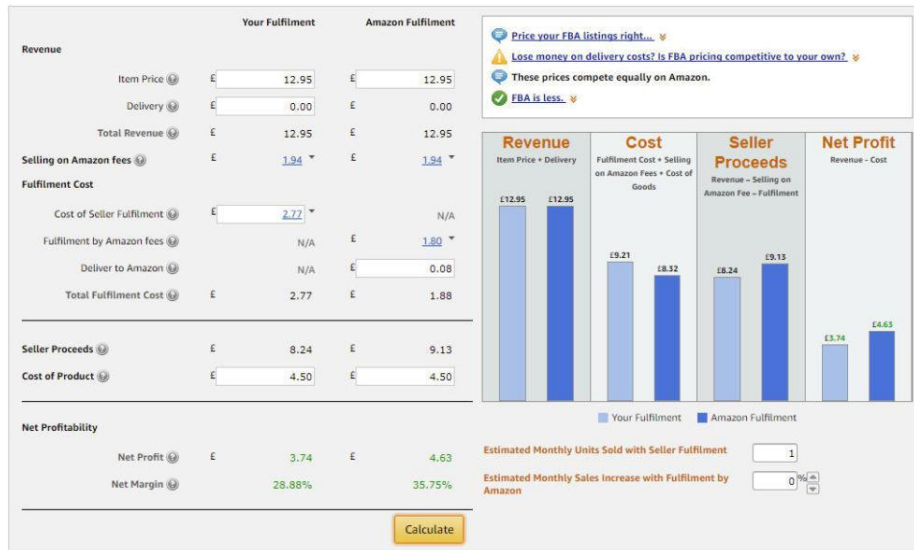 Your Fulfilment Amazon Fulfilment
Revenue
Item Price £ 12.95 £ 12.95
Delivery £ 0.00 £ 0.00
Total Revenue £ 12.95 £ 12.95
Selling on Amazon fees £ 1.94 £ 1.94
Fulfilment Cost
Cost of Seller Fulfilment £ 2.77 N/A
Fulfilment by Amazon fees N/A £ 1.80
Deliver to Amazon N/A £ 0.08
Total Fulfilment Cost £ 2.77 £ 1.88
Seller Proceeds £ 8.24 £ 9.13
Cost of Product £ 4.50 £ 4.50
Net Profitability
Net Profit £ 3.74 £ 4.63
Net Margin 28.88% 35.75%
Calculate
Price your FBA listings right...
Lose money on delivery costs? Is FBA pricing competitive to your own?
These prices compete equally on Amazon.
FBA is less.
Revenue
Item Price + Delivery
£12.95 £12.95
Cost
Fulfilment Cost + Selling
on Amazon Fees + Cost of
Goods
£9.21 £8.32
Seller
Proceeds
Revenue – Selling on
Amazon Fee – Fulfilment
£8.24 £9.13
Net Profit
Revenue - Cost
£3.74 £4.63
Your Fulfilment Amazon Fulfilment
Estimated Monthly Units Sold with Seller Fulfilment 1
Estimated Monthly Sales Increase with Fulfilment by
Amazon 0 %